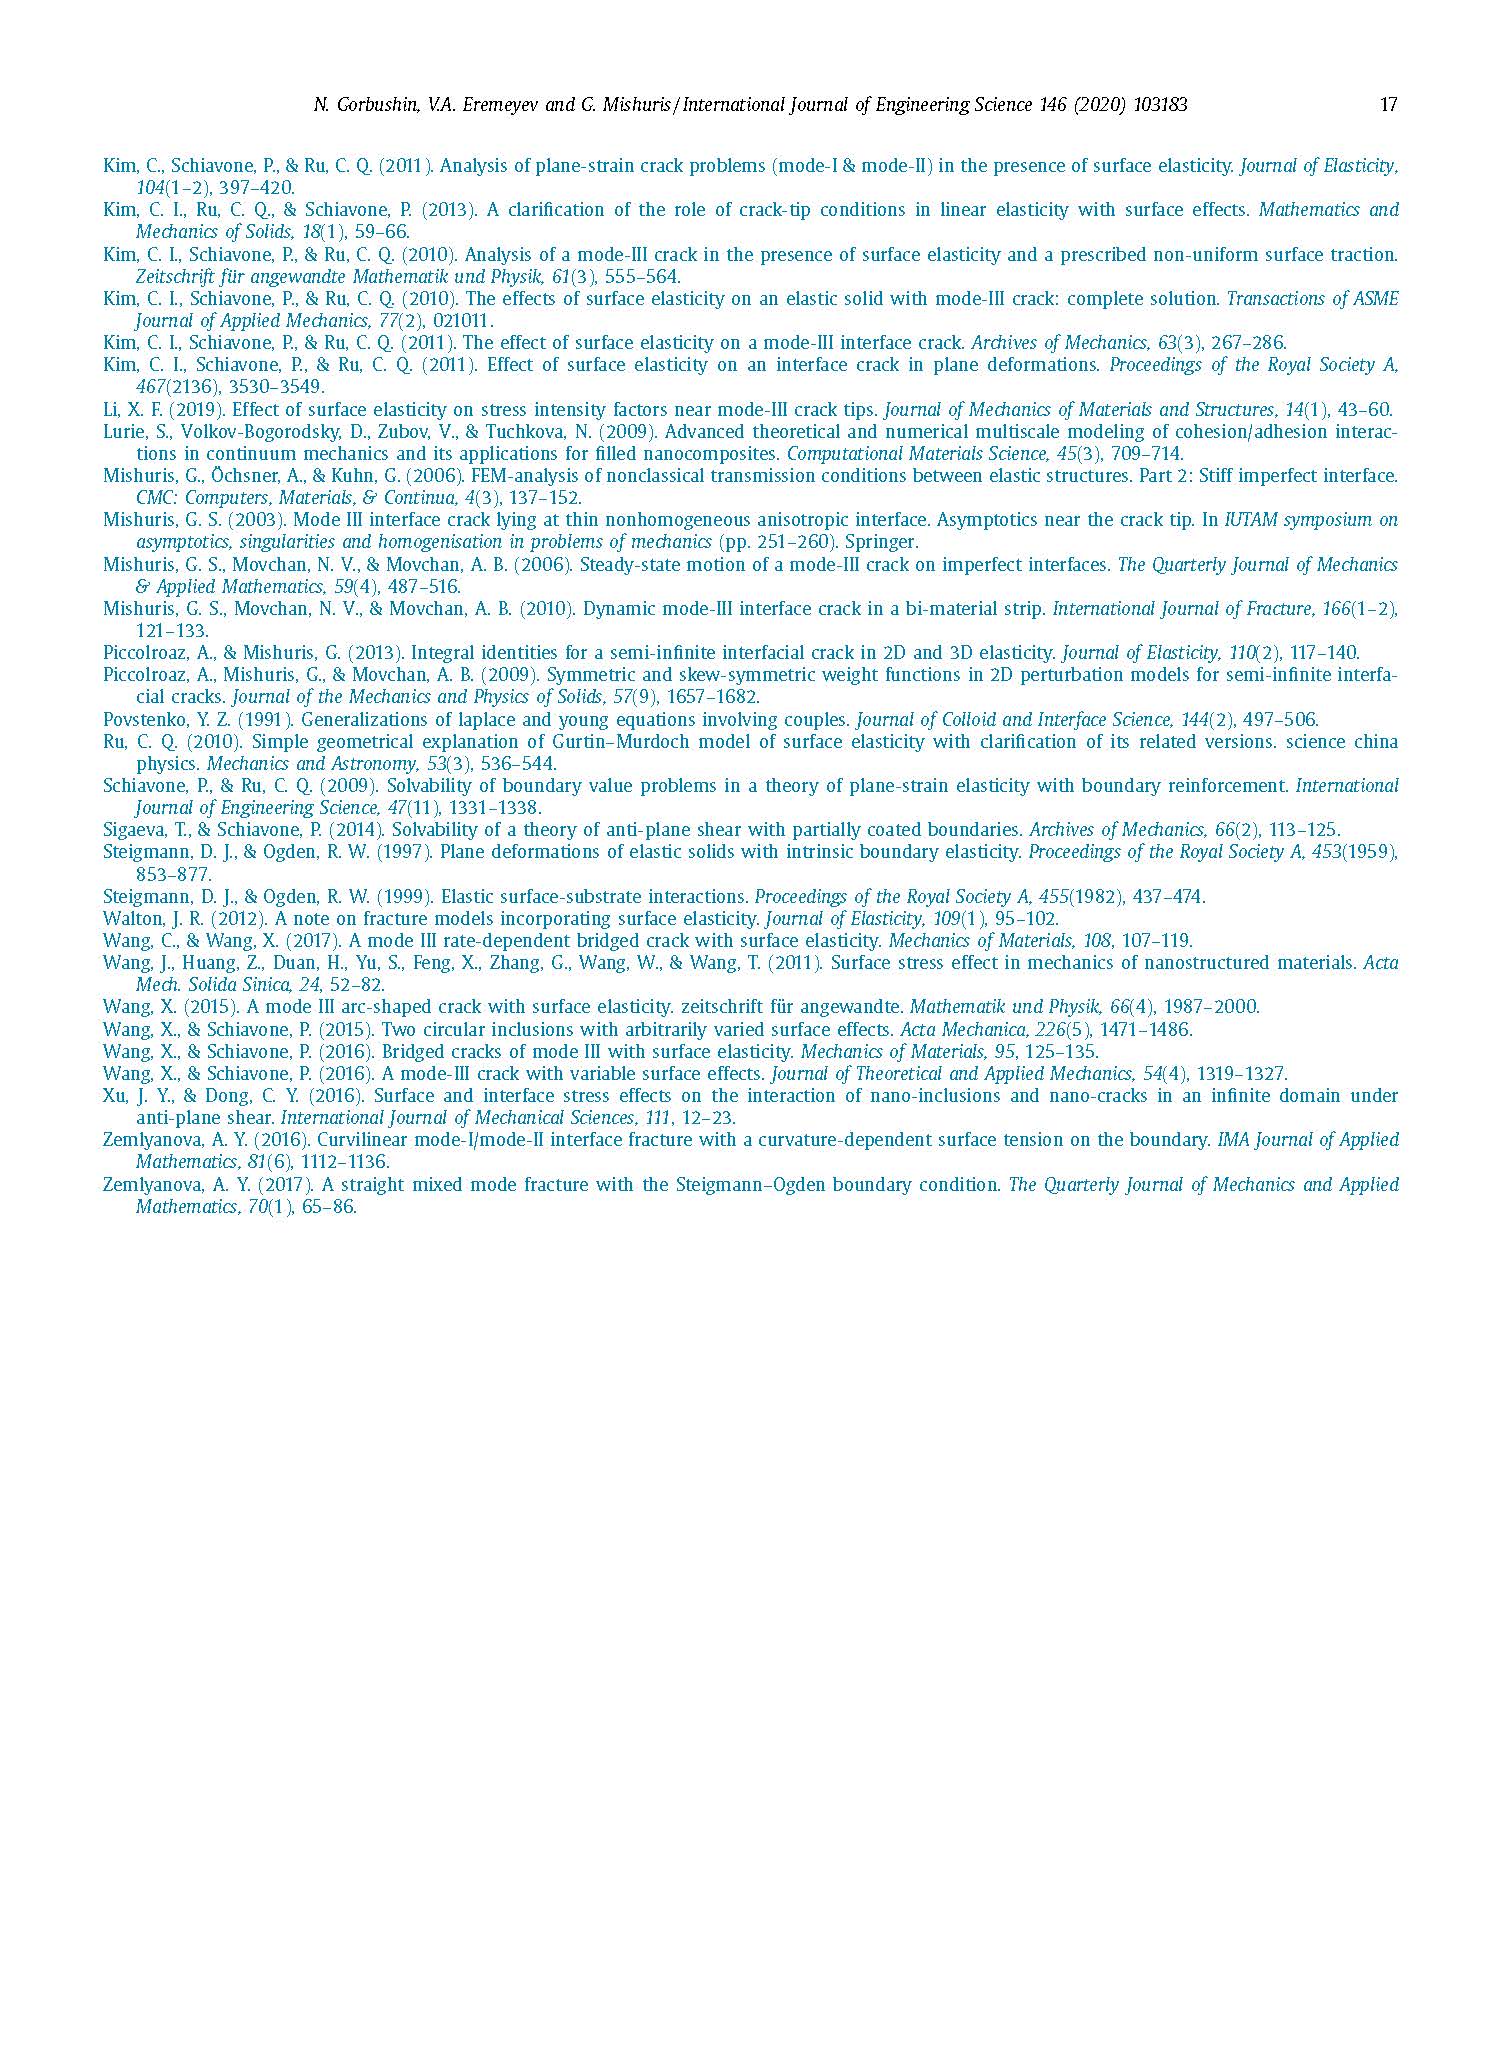 N. Gorbushin, V.A. Eremeyev and G. Mishuris / International Journal of Engineering Science 146 (2020) 103183 17
Kim, C., Schiavone, P., & Ru, C. Q. (2011). Analysis of plane-strain crack problems (mode-I & mode-II) in the presence of surface elasticity. Journal of Elasticity,
104(1–2), 397–420.
Kim, C. I., Ru, C. Q., & Schiavone, P. (2013). A clarification of the role of crack-tip conditions in linear elasticity with surface effects. Mathematics and
Mechanics of Solids, 18(1), 59–66.
Kim, C. I., Schiavone, P., & Ru, C. Q. (2010). Analysis of a mode-III crack in the presence of surface elasticity and a prescribed non-uniform surface traction.
Zeitschrift für angewandte Mathematik und Physik, 61(3), 555–564.
Kim, C. I., Schiavone, P., & Ru, C. Q. (2010). The effects of surface elasticity on an elastic solid with mode-III crack: complete solution. Transactions of ASME
Journal of Applied Mechanics, 77(2), 021011.
Kim, C. I., Schiavone, P., & Ru, C. Q. (2011). The effect of surface elasticity on a mode-III interface crack. Archives of Mechanics, 63(3), 267–286.
Kim, C. I., Schiavone, P., & Ru, C. Q. (2011). Effect of surface elasticity on an interface crack in plane deformations. Proceedings of the Royal Society A,
467(2136), 3530–3549.
Li, X. F. (2019). Effect of surface elasticity on stress intensity factors near mode-III crack tips. Journal of Mechanics of Materials and Structures, 14(1), 43–60.
Lurie, S., Volkov-Bogorodsky, D., Zubov, V., & Tuchkova, N. (2009). Advanced theoretical and numerical multiscale modeling of cohesion/adhesion interac-
tions in continuum mechanics and its applications for filled nanocomposites. Computational Materials Science, 45(3), 709–714.
Mishuris, G., Öchsner, A., & Kuhn, G. (2006). FEM-analysis of nonclassical transmission conditions between elastic structures. Part 2: Stiff imperfect interface.
CMC: Computers, Materials, & Continua, 4(3), 137–152.
Mishuris, G. S. (2003). Mode III interface crack lying at thin nonhomogeneous anisotropic interface. Asymptotics near the crack tip. In IUTAM symposium on
asymptotics, singularities and homogenisation in problems of mechanics (pp. 251–260). Springer.
Mishuris, G. S., Movchan, N. V., & Movchan, A. B. (2006). Steady-state motion of a mode-III crack on imperfect interfaces. The Quarterly Journal of Mechanics
& Applied Mathematics, 59(4), 487–516.
Mishuris, G. S., Movchan, N. V., & Movchan, A. B. (2010). Dynamic mode-III interface crack in a bi-material strip. International Journal of Fracture, 166(1–2),
121–133.
Piccolroaz, A., & Mishuris, G. (2013). Integral identities for a semi-infinite interfacial crack in 2D and 3D elasticity. Journal of Elasticity, 110(2), 117–140.
Piccolroaz, A., Mishuris, G., & Movchan, A. B. (2009). Symmetric and skew-symmetric weight functions in 2D perturbation models for semi-infinite interfa-
cial cracks. Journal of the Mechanics and Physics of Solids, 57(9), 1657–1682.
Povstenko, Y. Z. (1991). Generalizations of laplace and young equations involving couples. Journal of Colloid and Interface Science, 144(2), 497–506.
Ru, C. Q. (2010). Simple geometrical explanation of Gurtin–Murdoch model of surface elasticity with clarification of its related versions. science china
physics. Mechanics and Astronomy, 53(3), 536–544.
Schiavone, P., & Ru, C. Q. (2009). Solvability of boundary value problems in a theory of plane-strain elasticity with boundary reinforcement. International
Journal of Engineering Science, 47(11), 1331–1338.
Sigaeva, T., & Schiavone, P. (2014). Solvability of a theory of anti-plane shear with partially coated boundaries. Archives of Mechanics, 66(2), 113–125.
Steigmann, D. J., & Ogden, R. W. (1997). Plane deformations of elastic solids with intrinsic boundary elasticity. Proceedings of the Royal Society A, 453(1959),
853–877.
Steigmann, D. J., & Ogden, R. W. (1999). Elastic surface-substrate interactions. Proceedings of the Royal Society A, 455(1982), 437–474.
Walton, J. R. (2012). A note on fracture models incorporating surface elasticity. Journal of Elasticity, 109(1), 95–102.
Wang, C., & Wang, X. (2017). A mode III rate-dependent bridged crack with surface elasticity. Mechanics of Materials, 108, 107–119.
Wang, J., Huang, Z., Duan, H., Yu, S., Feng, X., Zhang, G., Wang, W., & Wang, T. (2011). Surface stress effect in mechanics of nanostructured materials. Acta
Mech. Solida Sinica, 24, 52–82.
Wang, X. (2015). A mode III arc-shaped crack with surface elasticity. zeitschrift für angewandte. Mathematik und Physik, 66(4), 1987–2000.
Wang, X., & Schiavone, P. (2015). Two circular inclusions with arbitrarily varied surface effects. Acta Mechanica, 226(5), 1471–1486.
Wang, X., & Schiavone, P. (2016). Bridged cracks of mode III with surface elasticity. Mechanics of Materials, 95, 125–135.
Wang, X., & Schiavone, P. (2016). A mode-III crack with variable surface effects. Journal of Theoretical and Applied Mechanics, 54(4), 1319–1327.
Xu, J. Y., & Dong, C. Y. (2016). Surface and interface stress effects on the interaction of nano-inclusions and nano-cracks in an infinite domain under
anti-plane shear. International Journal of Mechanical Sciences, 111, 12–23.
Zemlyanova, A. Y. (2016). Curvilinear mode-I/mode-II interface fracture with a curvature-dependent surface tension on the boundary. IMA Journal of Applied
Mathematics, 81(6), 1112–1136.
Zemlyanova, A. Y. (2017). A straight mixed mode fracture with the Steigmann–Ogden boundary condition. The Quarterly Journal of Mechanics and Applied
Mathematics, 70(1), 65–86.